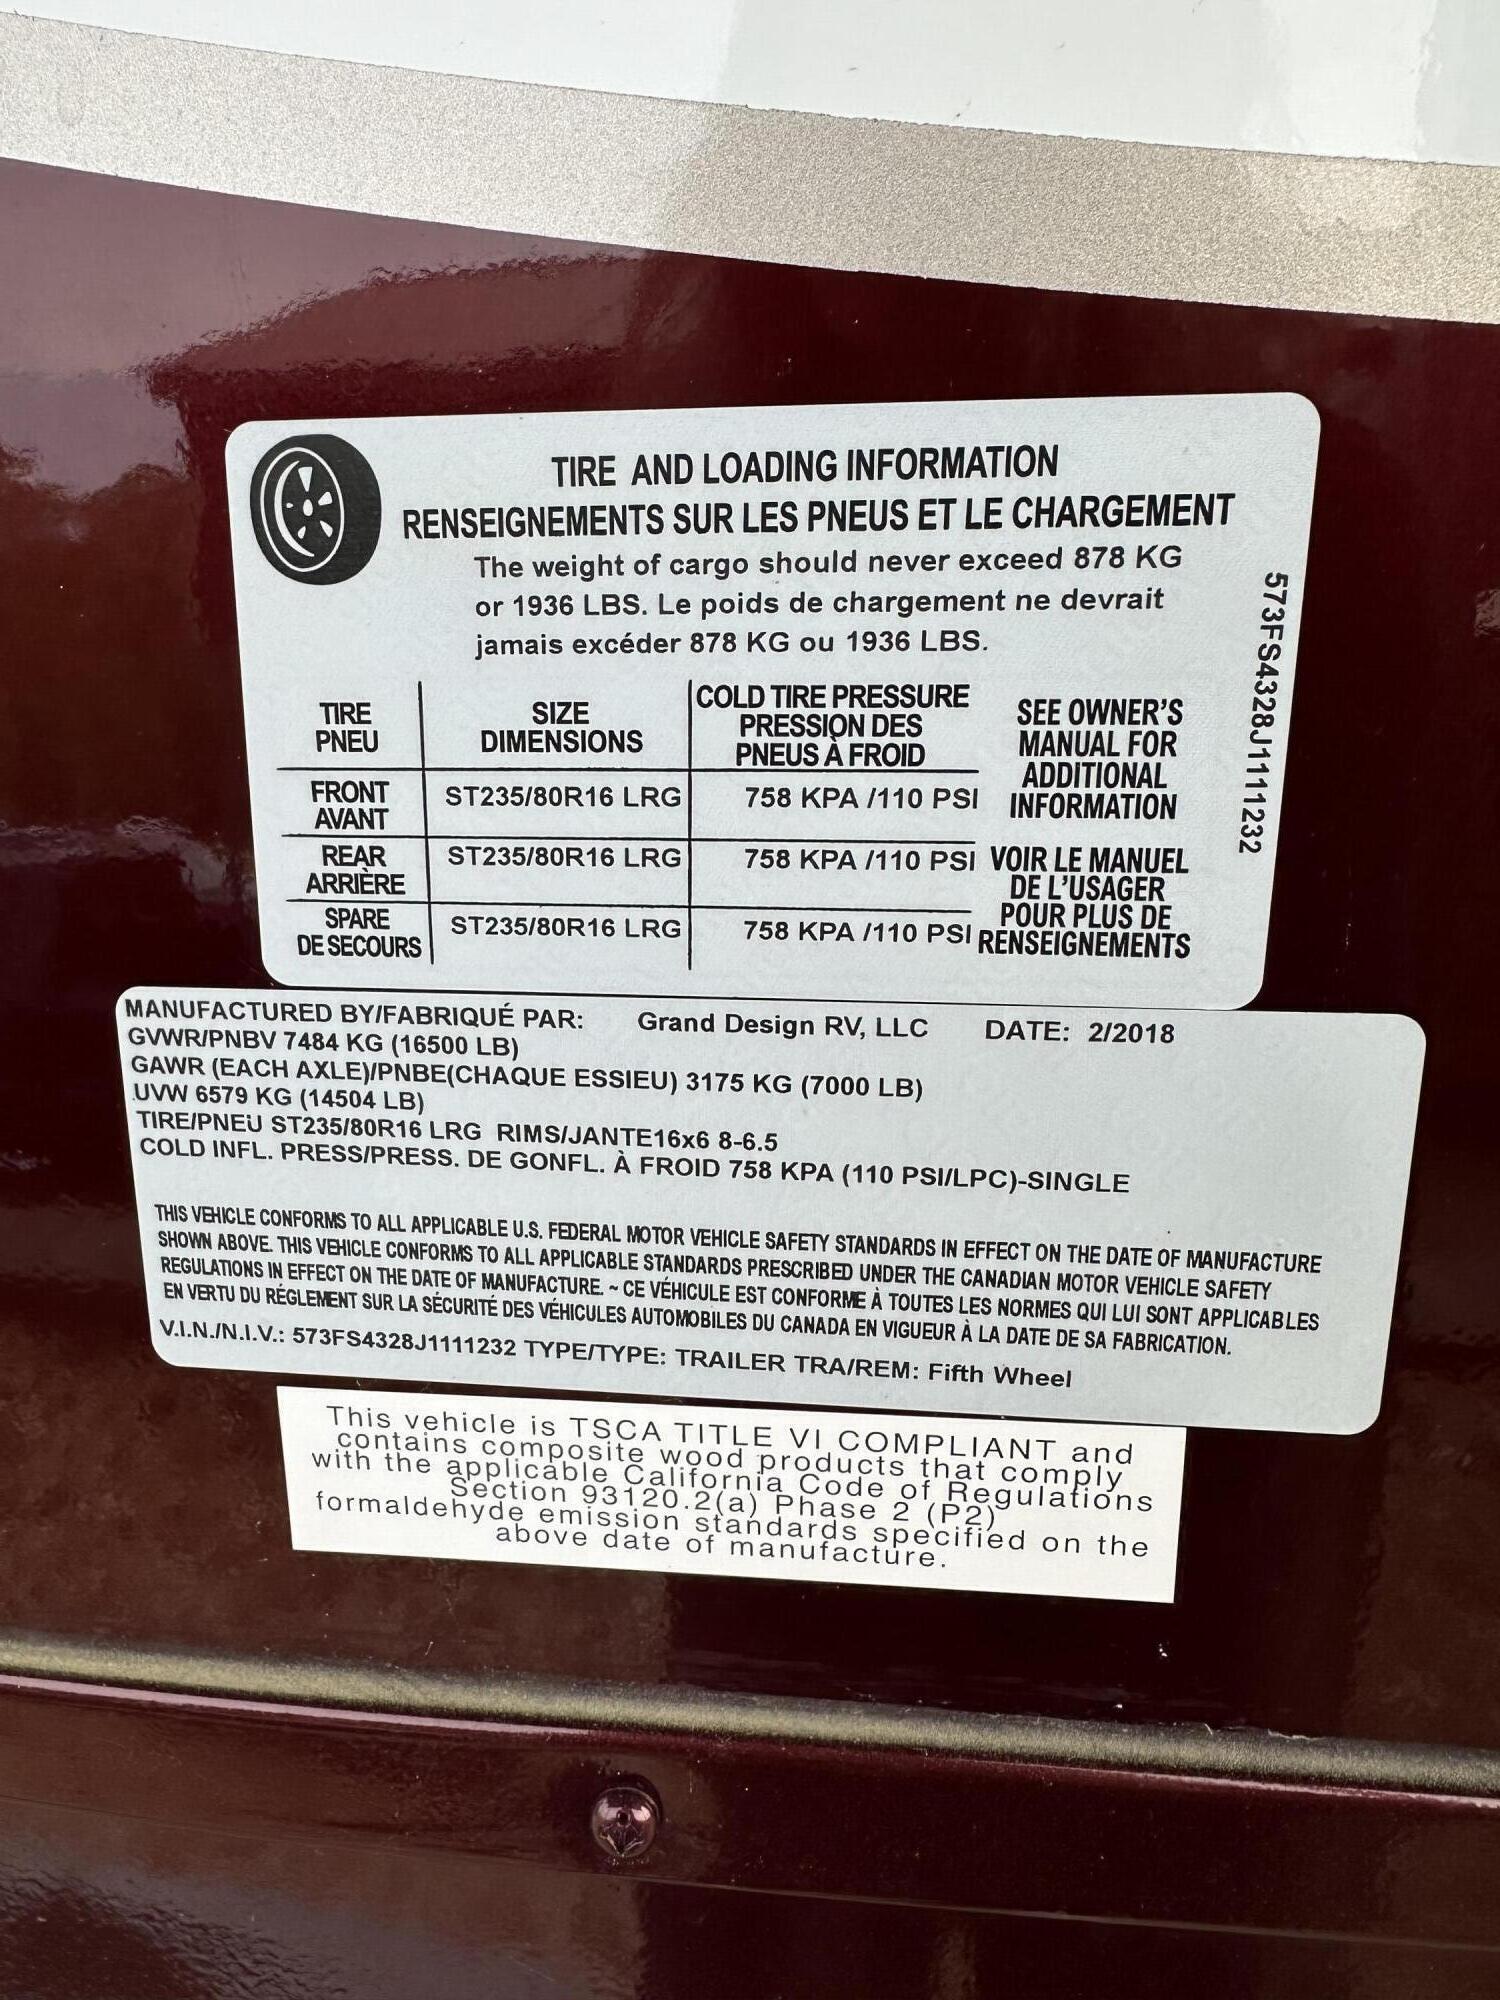 TIRE AND LOADING INFORMATION
RENSEIGNEMENTS SUR LES PNEUS ET LE CHARGEMENT
The weight of cargo should never exceed 878 KG
or 1936 LBS. Le poids de chargement ne devrait
jamais excéder 878 KG ou 1936 LBS.
TIRE
PNEU
SIZE
DIMENSIONS
COLD TIRE PRESSURE
PRESSION DES
PNEUS À FROID
FRONT
AVANT
ST235/80R16 LRG
758 KPA /110 PSI
REAR
ARRIÈRE
ST235/80R16 LRG
758 KPA /110 PSI
SPARE
DE SECOURS
ST235/80R16 LRG
758 KPA /110 PSI
SEE OWNER'S
MANUAL FOR
ADDITIONAL
INFORMATION
VOIR LE MANUEL
DE L'USAGER
POUR PLUS DE
RENSEIGNEMENTS
573FS4328J1111232
MANUFACTURED BY/FABRIQUÉ PAR: Grand Design RV, LLC DATE: 2/2018
GVWR/PNBV 7484 KG (16500 LB)
GAWR (EACH AXLE)/PNBE(CHAQUE ESSIEU) 3175 KG (7000 LB)
UVW 6579 KG (14504 LB)
TIRE/PNEU ST235/80R16 LRG RIMS/JANTE16x6 8-6.5
COLD INFL. PRESS/PRESS. DE GONFL. À FROID 758 KPA (110 PSI/LPC)-SINGLE
THIS VEHICLE CONFORMS TO ALL APPLICABLE U.S. FEDERAL MOTOR VEHICLE SAFETY STANDARDS IN EFFECT ON THE DATE OF MANUFACTURE
SHOWN ABOVE. THIS VEHICLE CONFORMS TO ALL APPLICABLE STANDARDS PRESCRIBED UNDER THE CANADIAN MOTOR VEHICLE SAFETY
REGULATIONS IN EFFECT ON THE DATE OF MANUFACTURE. ~ CE VÉHICULE EST CONFORME À TOUTES LES NORMES QUI LUI SONT APPLICABLES
EN VERTU DU RÉGLEMENT SUR LA SÉCURITÉ DES VÉHICULES AUTOMOBILES DU CANADA EN VIGUEUR À LA DATE DE SA FABRICATION.
V.I.N./N.I.V.: 573FS4328J1111232 TYPE/TYPE: TRAILER TRA/REM: Fifth Wheel
This vehicle is TSCA TITLE VI COMPLIANT and
contains composite wood products that comply
with the applicable California Code of Regulations
Section 93120.2(a) Phase 2 (P2)
formaldehyde emission standards specified on the
above date of manufacture.